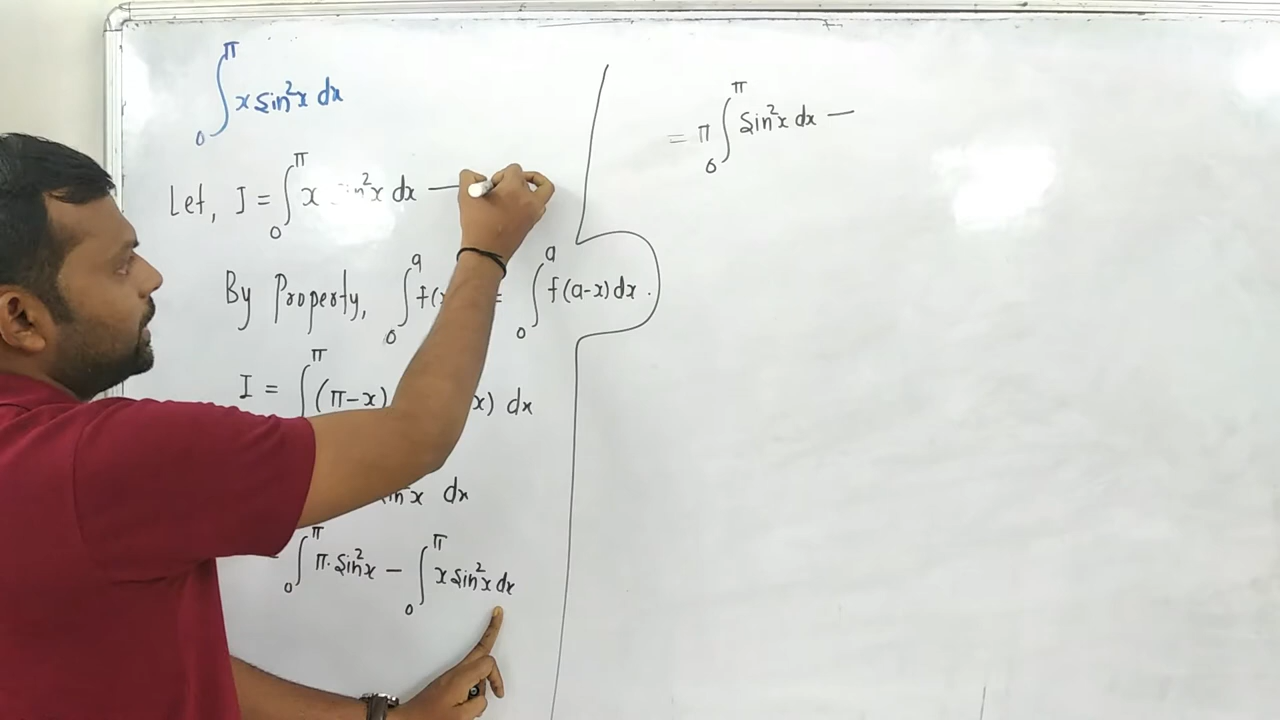 ∫₀^π x sin²x dx
Let, I = ∫₀^π x sin²x dx —
By Property, ∫₀^a f(x = ∫₀^a f(a-x) dx.
I = ∫₀^π (π-x) x) dx
sin²x dx
∫₀^π π·sin²x − ∫₀^π x sin²x dx
= π ∫₀^π sin²x dx —